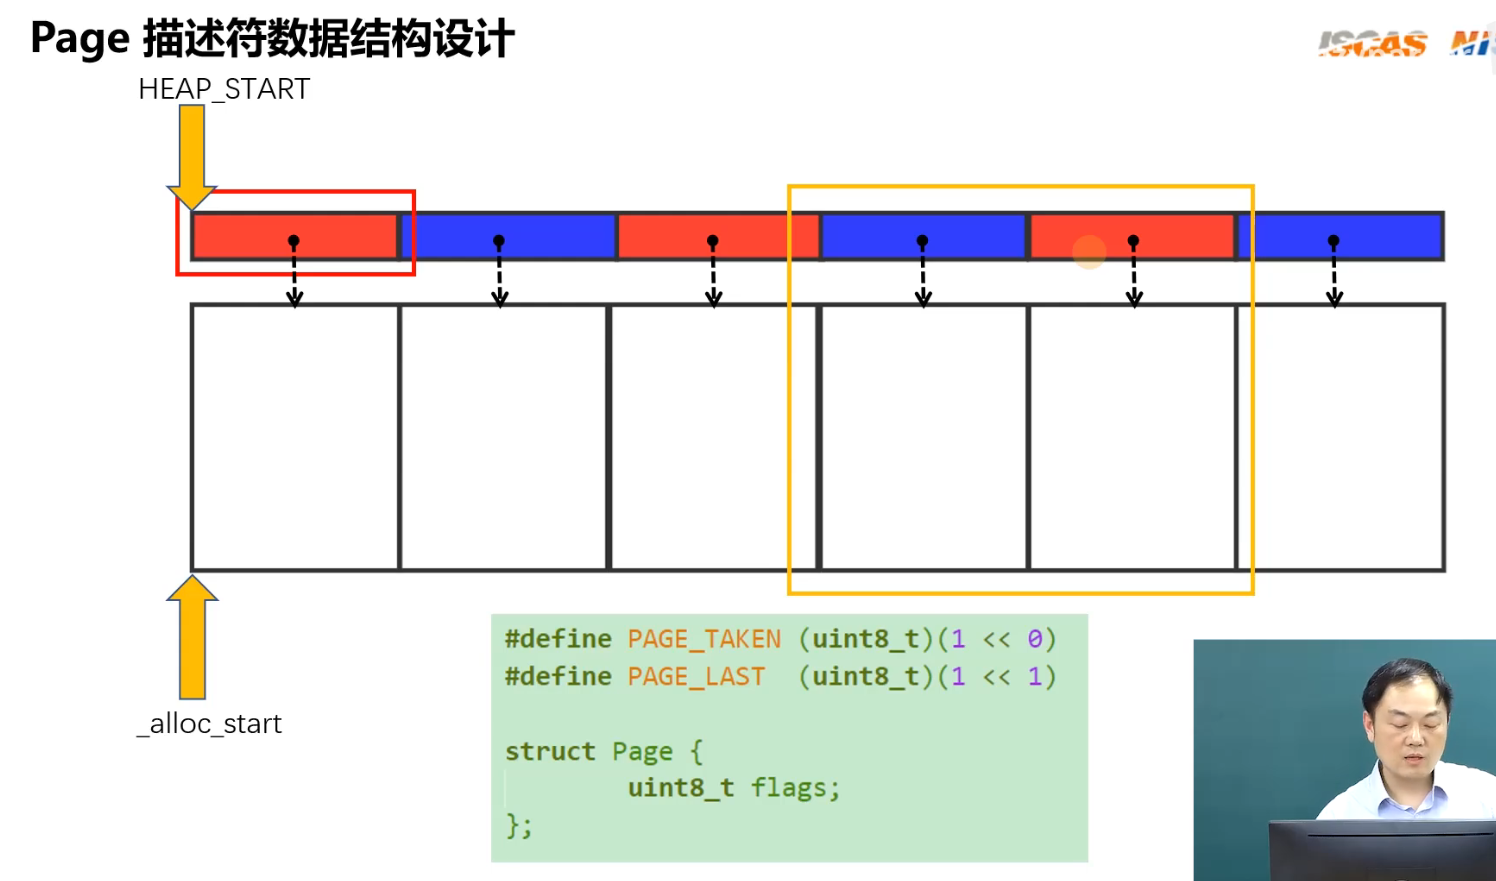 Page 描述符数据结构设计
HEAP_START
ISCAS
_alloc_start
#define PAGE_TAKEN (uint8_t)(1 << 0)
#define PAGE_LAST (uint8_t)(1 << 1)
struct Page {
uint8_t flags;
};